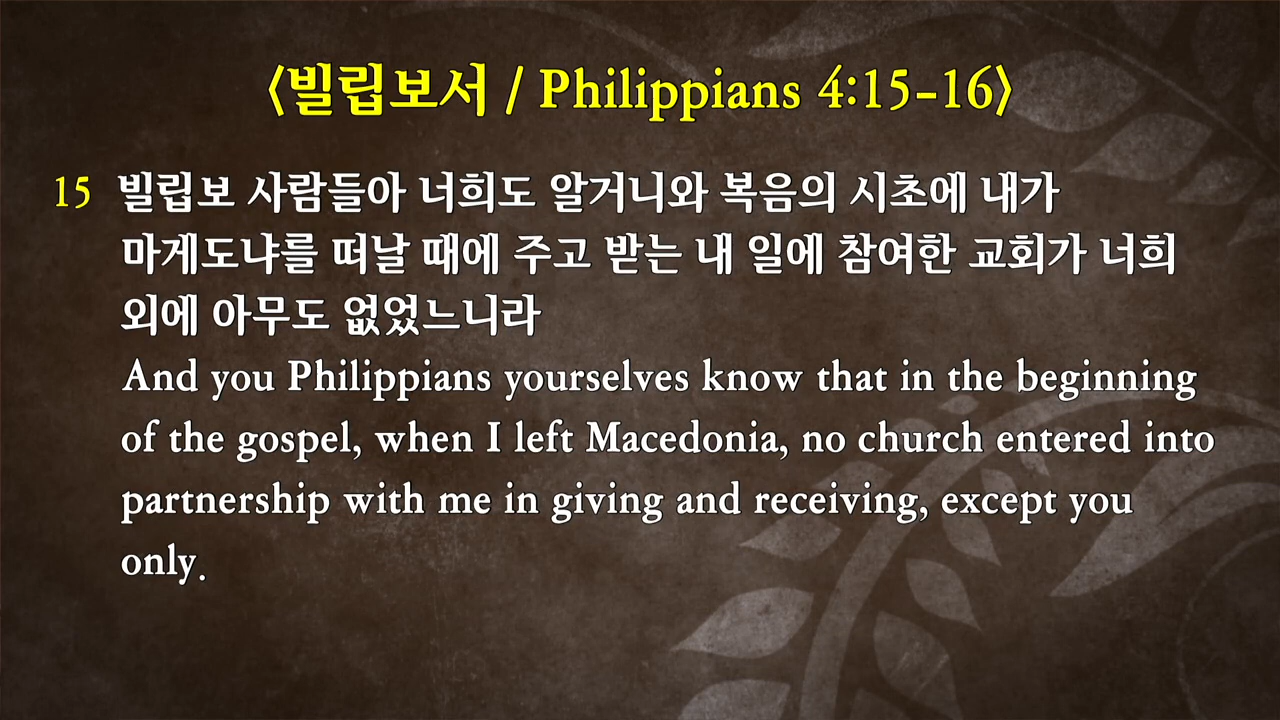 <빌립보서 / Philippians 4:15-16>
15 빌립보 사람들아 너희도 알거니와 복음의 시초에 내가
마게도냐를 떠날 때에 주고 받는 내 일에 참여한 교회가 너희
외에 아무도 없었느니라
And you Philippians yourselves know that in the beginning
of the gospel, when I left Macedonia, no church entered into
partnership with me in giving and receiving, except you
only.